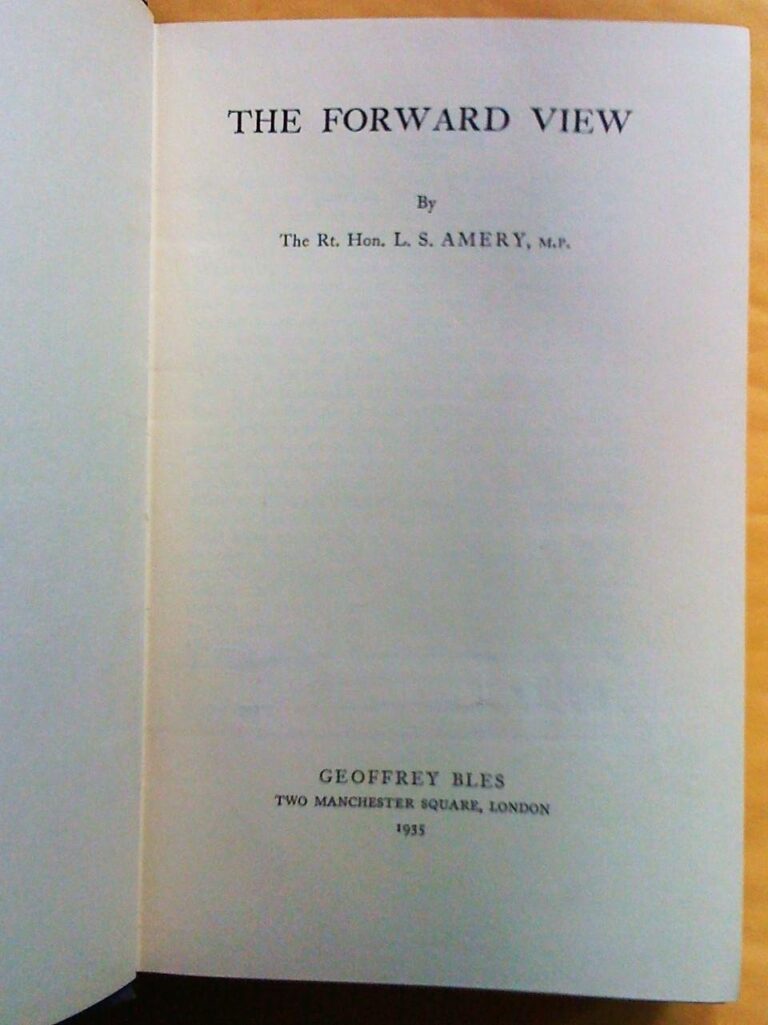 THE FORWARD VIEW
By
The Rt. Hon. L. S. AMERY, M.P.
GEOFFREY BLES
TWO MANCHESTER SQUARE, LONDON
1935